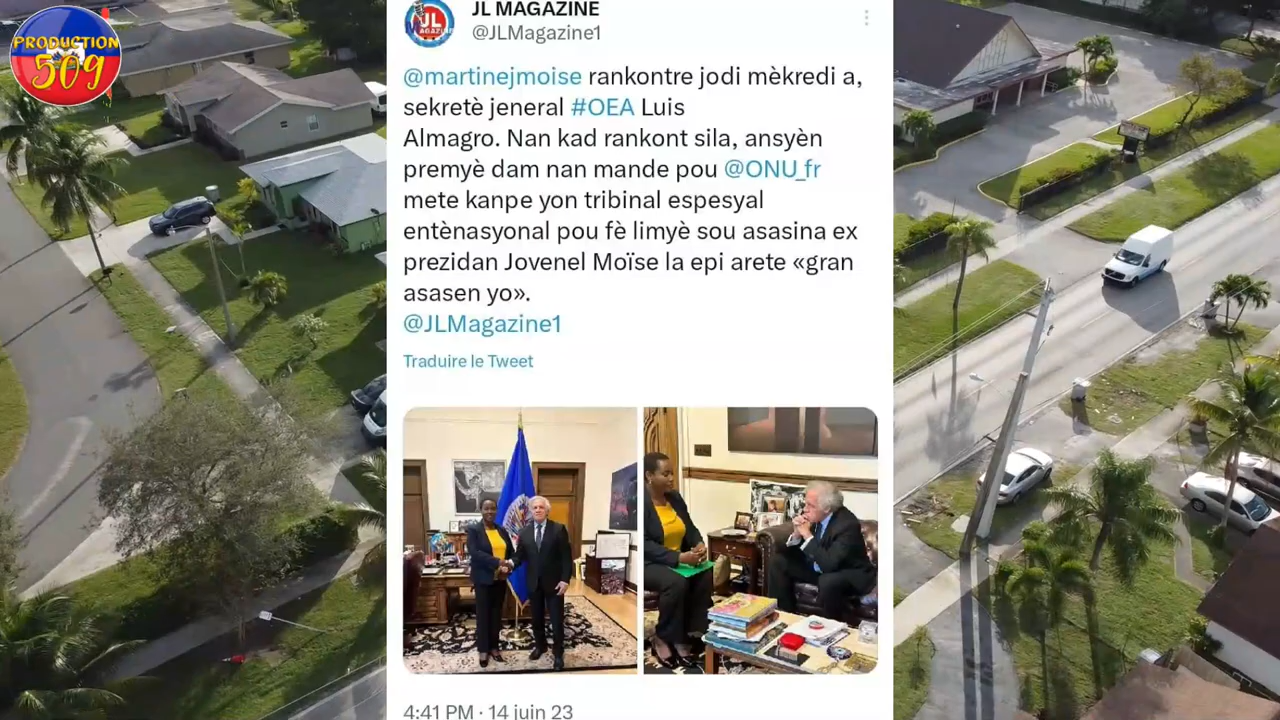 PRODUCTION
509
JL MAGAZINE
@JLMagazine1
@martinejmoise rankontre jodi mèkredi a,
sekretè jeneral #OEA Luis
Almagro. Nan kad rankont sila, ansyèn
premyè dam nan mande pou @ONU_fr
mete kanpe yon tribinal espesyal
entènasyonal pou fè limyè sou asasina ex
prezidan Jovenel Moïse la epi arete «gran
asasen yo».
@JLMagazine1
Traduire le Tweet
4:41 PM · 14 juin 23